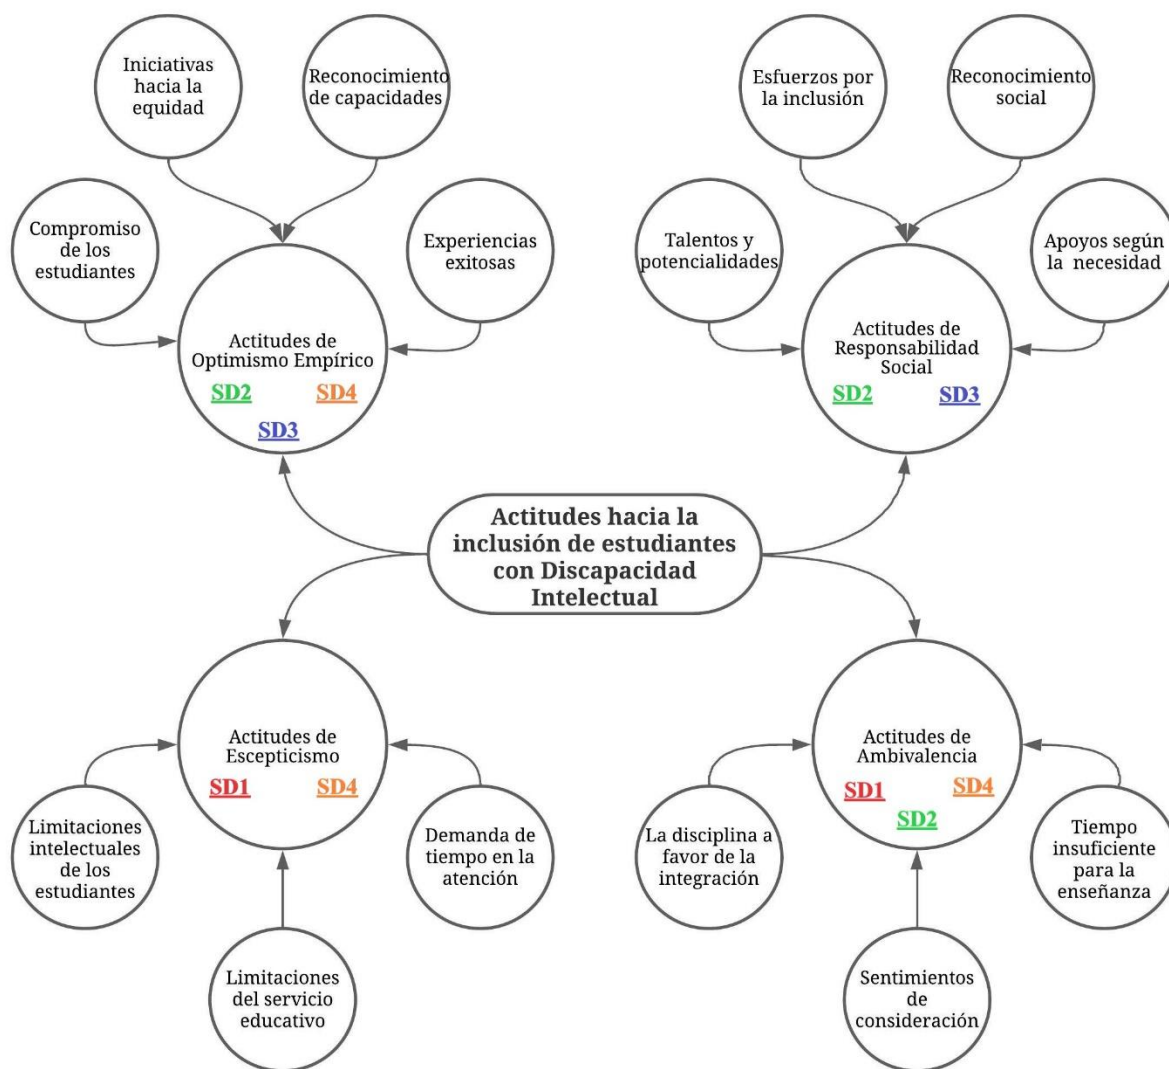 Iniciativas
hacia la
equidad
Reconocimiento
de capacidades
Compromiso
de los
estudiantes
Experiencias
exitosas
Actitudes de
Optimismo Empírico
SD2 SD4
SD3
Esfuerzos por
la inclusión
Reconocimiento
social
Talentos y
potencialidades
Apoyos según
la necesidad
Actitudes de
Responsabilidad
Social
SD2 SD3
Actitudes hacia la
inclusión de estudiantes
con Discapacidad
Intelectual
Actitudes de
Escepticismo
SD1 SD4
Limitaciones
intelectuales
de los
estudiantes
Demanda de
tiempo en la
atención
Limitaciones
del servicio
educativo
Actitudes de
Ambivalencia
SD1 SD4
SD2
La disciplina a
favor de la
integración
Tiempo
insuficiente
para la
enseñanza
Sentimientos
de
consideración